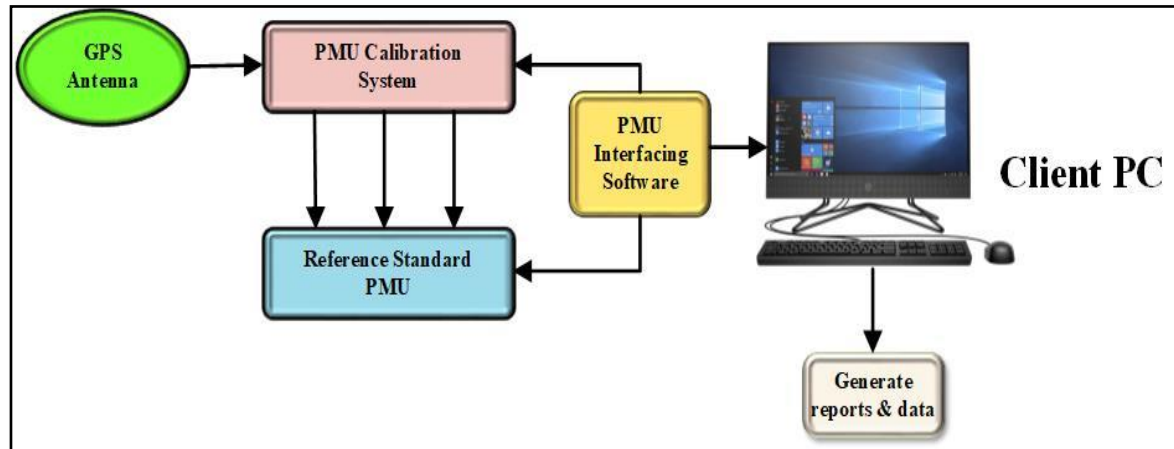 GPS
Antenna
PMU Calibration
System
PMU
Interfacing
Software
Client PC
Reference Standard
PMU
Generate
reports & data